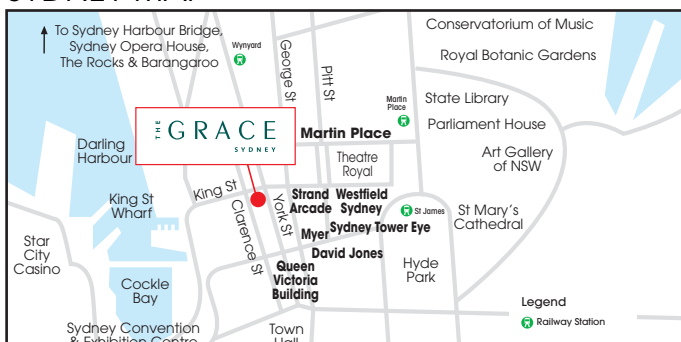 To Sydney Harbour Bridge,
Sydney Opera House,
The Rocks & Barangaroo
Wynyard
George St
Pitt St
Conservatorium of Music
Royal Botanic Gardens
Martin
Place
State Library
Parliament House
Art Gallery
of NSW
THE GRACE
SYDNEY
Martin Place
Theatre
Royal
Darling
Harbour
King St
Wharf
King St
Clarence St
York St
Strand
Arcade
Westfield
Sydney
Myer
Sydney Tower Eye
David Jones
Queen
Victoria
Building
St James
St Mary's
Cathedral
Hyde
Park
Star
City
Casino
Cockle
Bay
Sydney Convention
& Exhibition Centre
Town
Hall
Legend
Railway Station